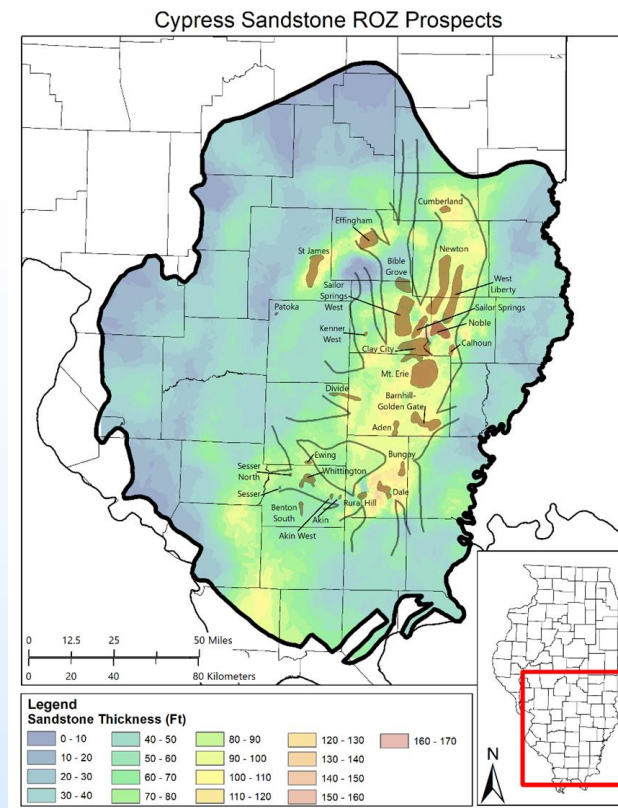 Cypress Sandstone ROZ Prospects
Cumberland
Effingham
St James
Newton
Bible
Grove
West
Liberty
Sailor
Springs
West
Sailor Springs
Patoka
Noble
Kenner
West
Clay City
Calhoun
Mt. Erie
Divide
Barnhill-
Golden Gate
Aden
Ewing
Bungay
Sesser
North
Whittington
Sesser
Dale
Benton
South
Rural Hill
Akin
Akin West
0 12.5 25 50 Miles
0 20 40 80 Kilometers
N
Legend
Sandstone Thickness (Ft)
0 - 10
10 - 20
20 - 30
30 - 40
40 - 50
50 - 60
60 - 70
70 - 80
80 - 90
90 - 100
100 - 110
110 - 120
120 - 130
130 - 140
140 - 150
150 - 160
160 - 170